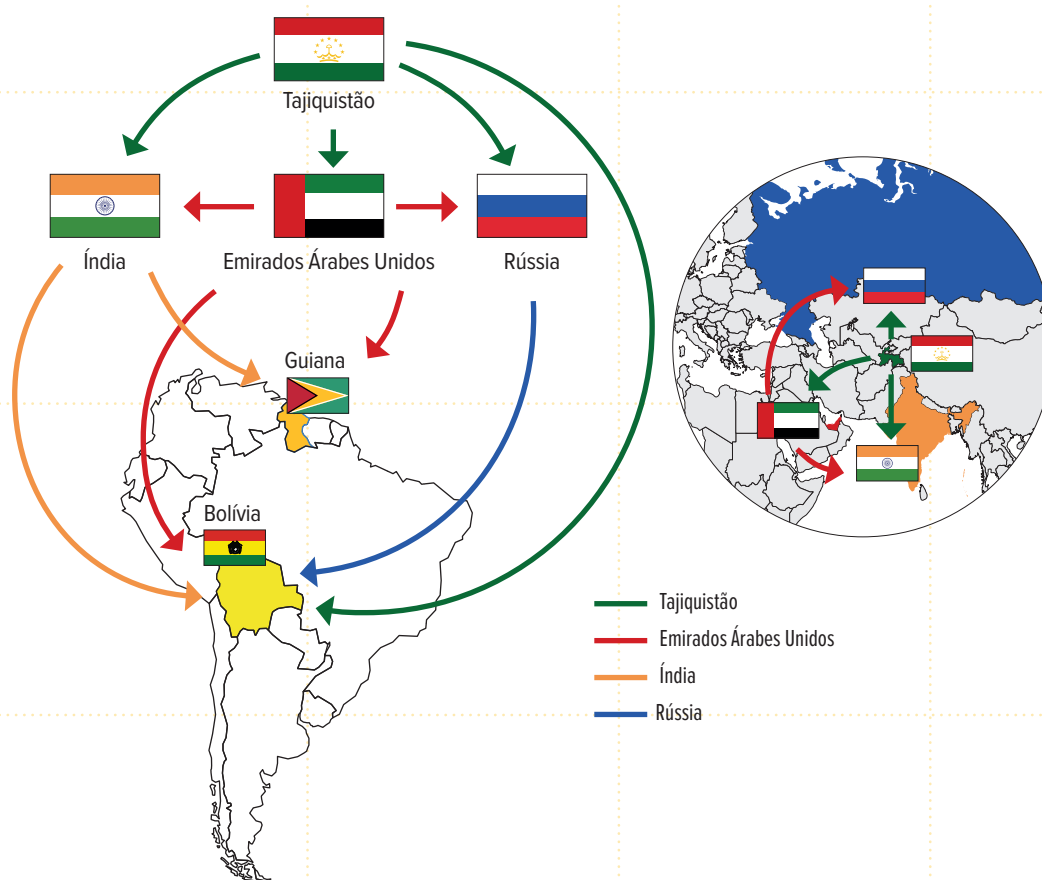 Tajiquistão
Índia
Emirados Árabes Unidos
Rússia
Guiana
Bolívia
Tajiquistão
Emirados Árabes Unidos
Índia
Rússia